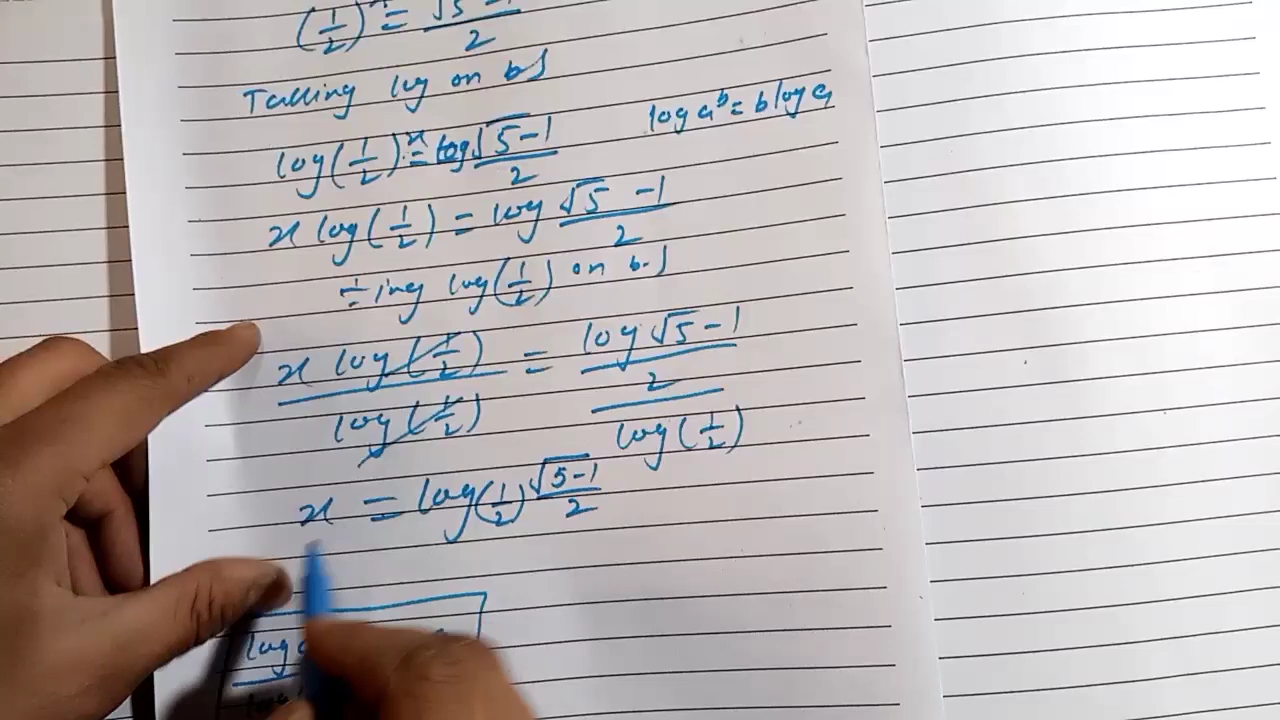 (1/2)^x = √5-1/2
Taking log on bs
log(1/2)^x = log √5-1/2
log a^b = b log a
x log(1/2) = log √5 -1/2
÷ing log(1/2) on b.s
x log(1/2)/log(1/2) = log √5-1/2/log(1/2)
x = log(1/2) √5-1/2
log